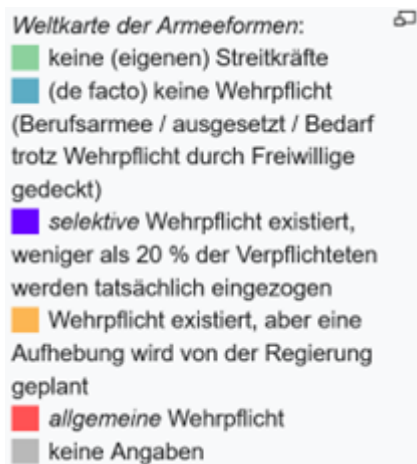 Weltkarte der Armeeformen:
keine (eigenen) Streitkräfte
(de facto) keine Wehrpflicht
(Berufsarmee / ausgesetzt / Bedarf
trotz Wehrpflicht durch Freiwillige
gedeckt)
selektive Wehrpflicht existiert,
weniger als 20 % der Verpflichteten
werden tatsächlich eingezogen
Wehrpflicht existiert, aber eine
Aufhebung wird von der Regierung
geplant
allgemeine Wehrpflicht
keine Angaben